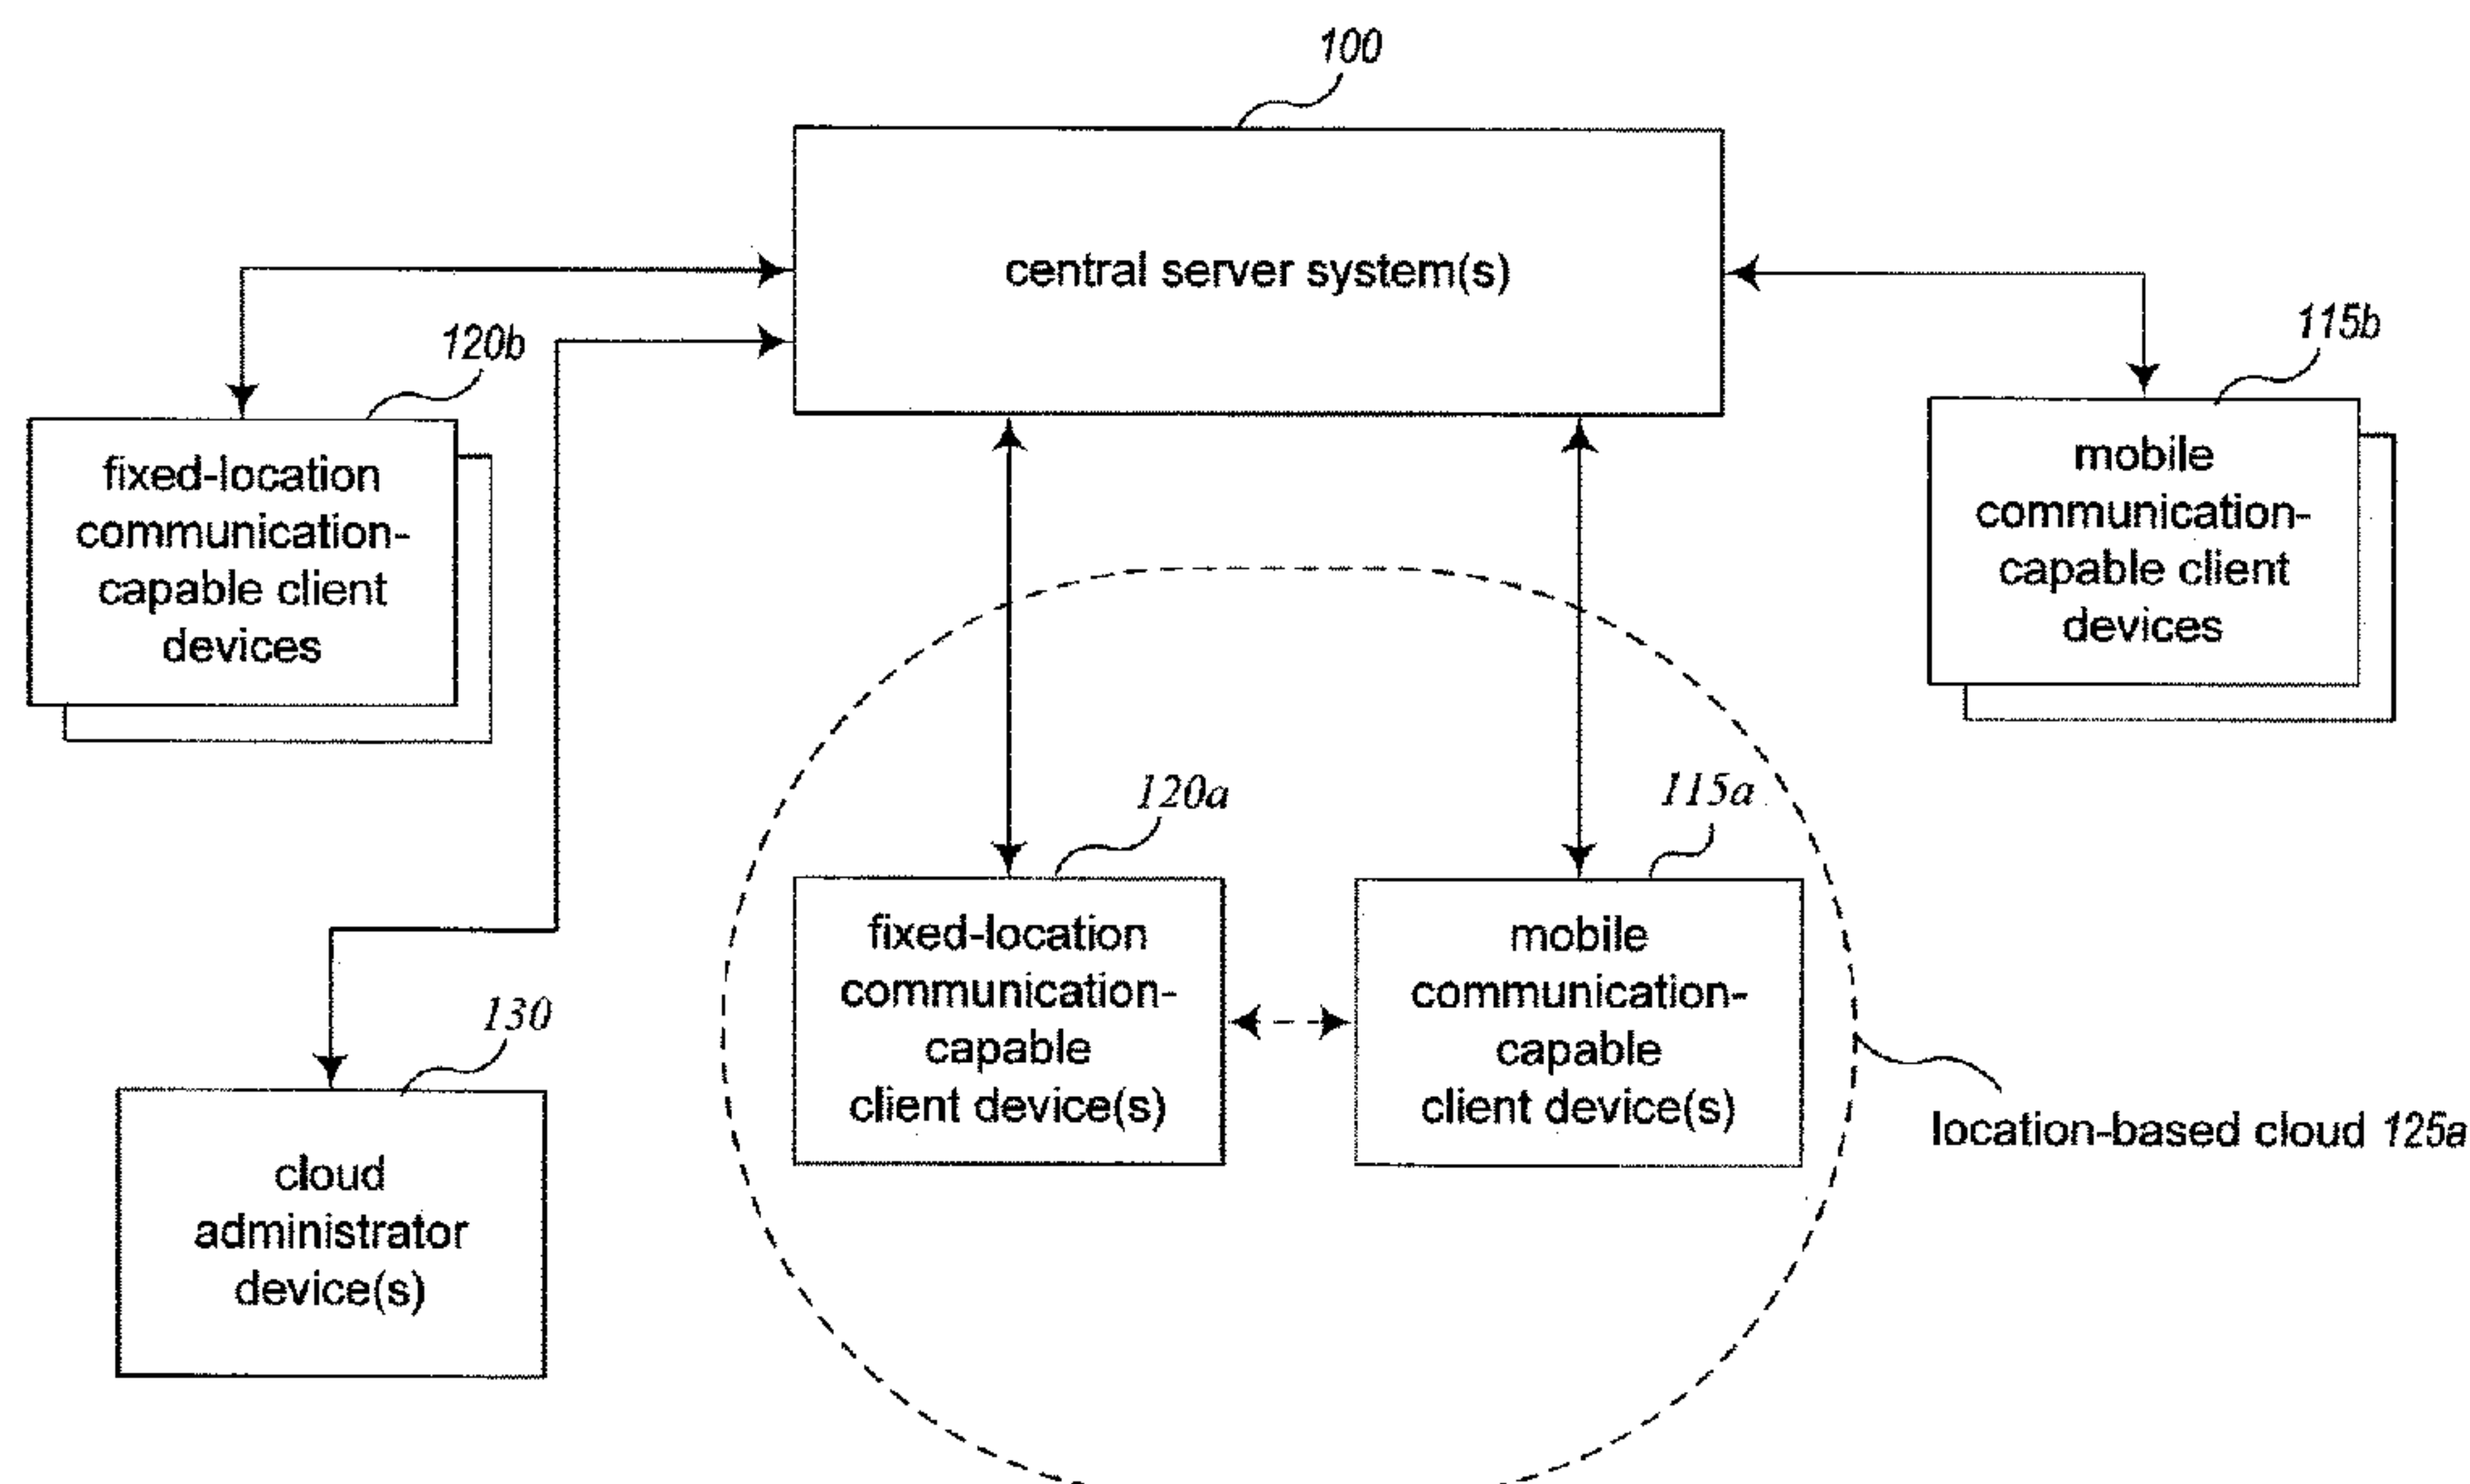 100
central server system(s)
120b
fixed-location
communication-
capable client
devices
115b
mobile
communication-
capable client
devices
120a
fixed-location
communication-
capable
client device(s)
115a
mobile
communication-
capable
client device(s)
location-based cloud 125a
130
cloud
administrator
device(s)